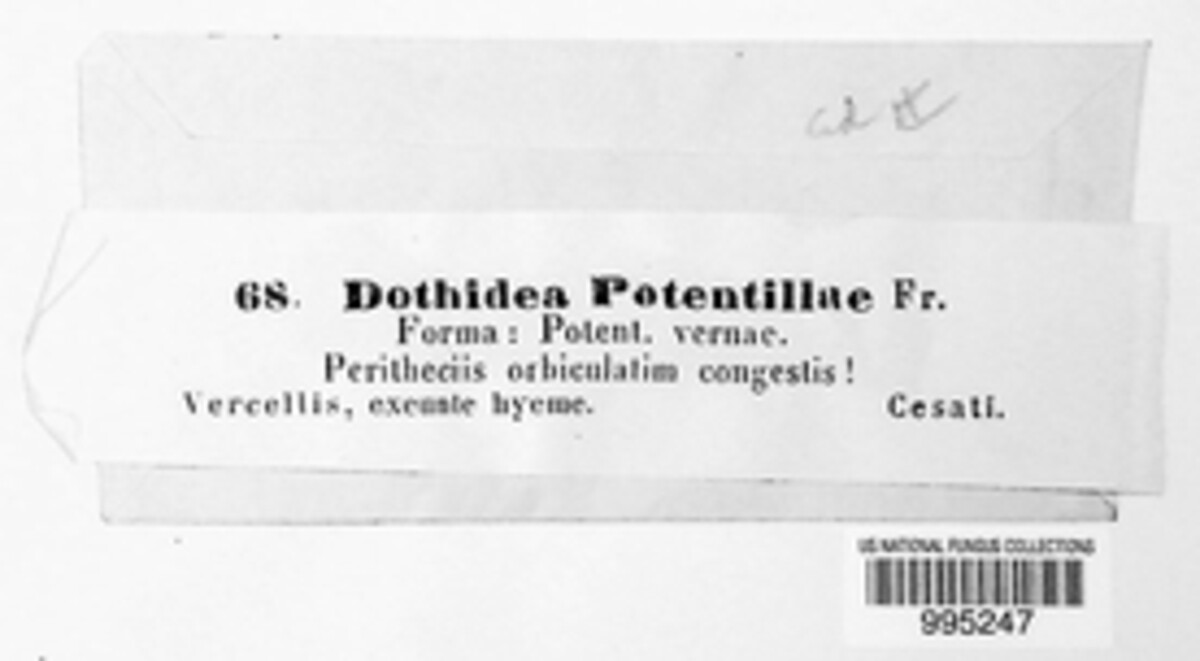 68. Dothidea Potentillae Fr.
Forma: Potent. vernae.
Peritheciis orbiculatim congestis!
Vercellis, exeunte hyeme. Cesati.
US NATIONAL FUNGUS COLLECTIONS
995247